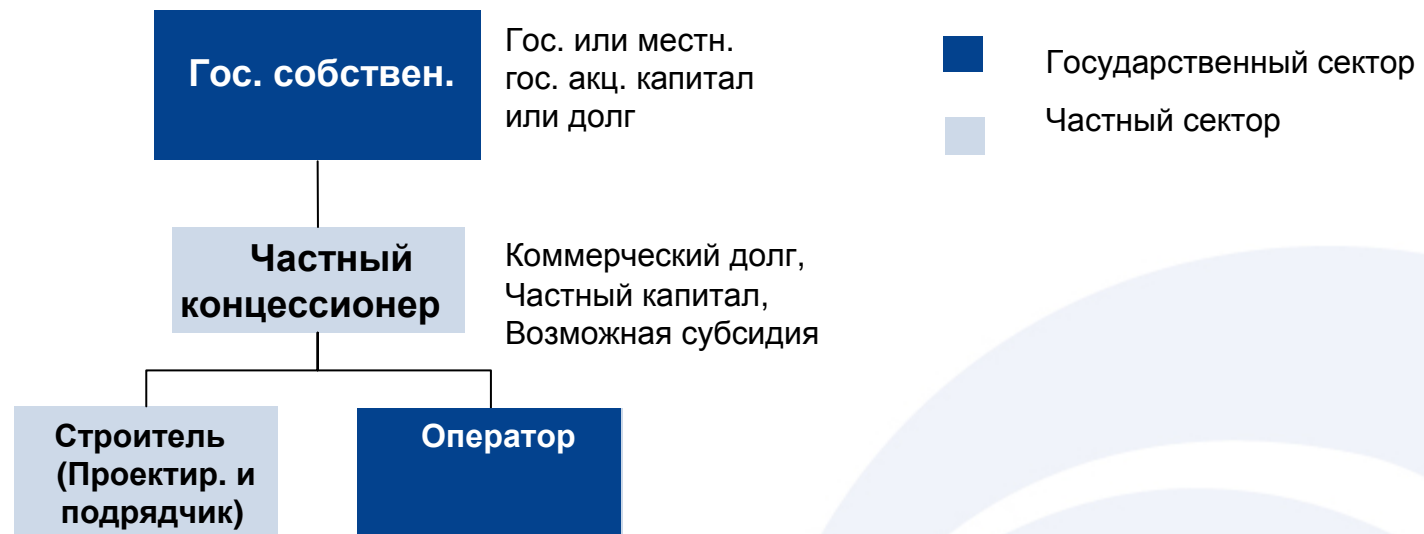 Гос. собствен.
Гос. или местн.
гос. акц. капитал
или долг
Государственный сектор
Частный сектор
Частный
концессионер
Коммерческий долг,
Частный капитал,
Возможная субсидия
Строитель
(Проектир. и
подрядчик)
Оператор